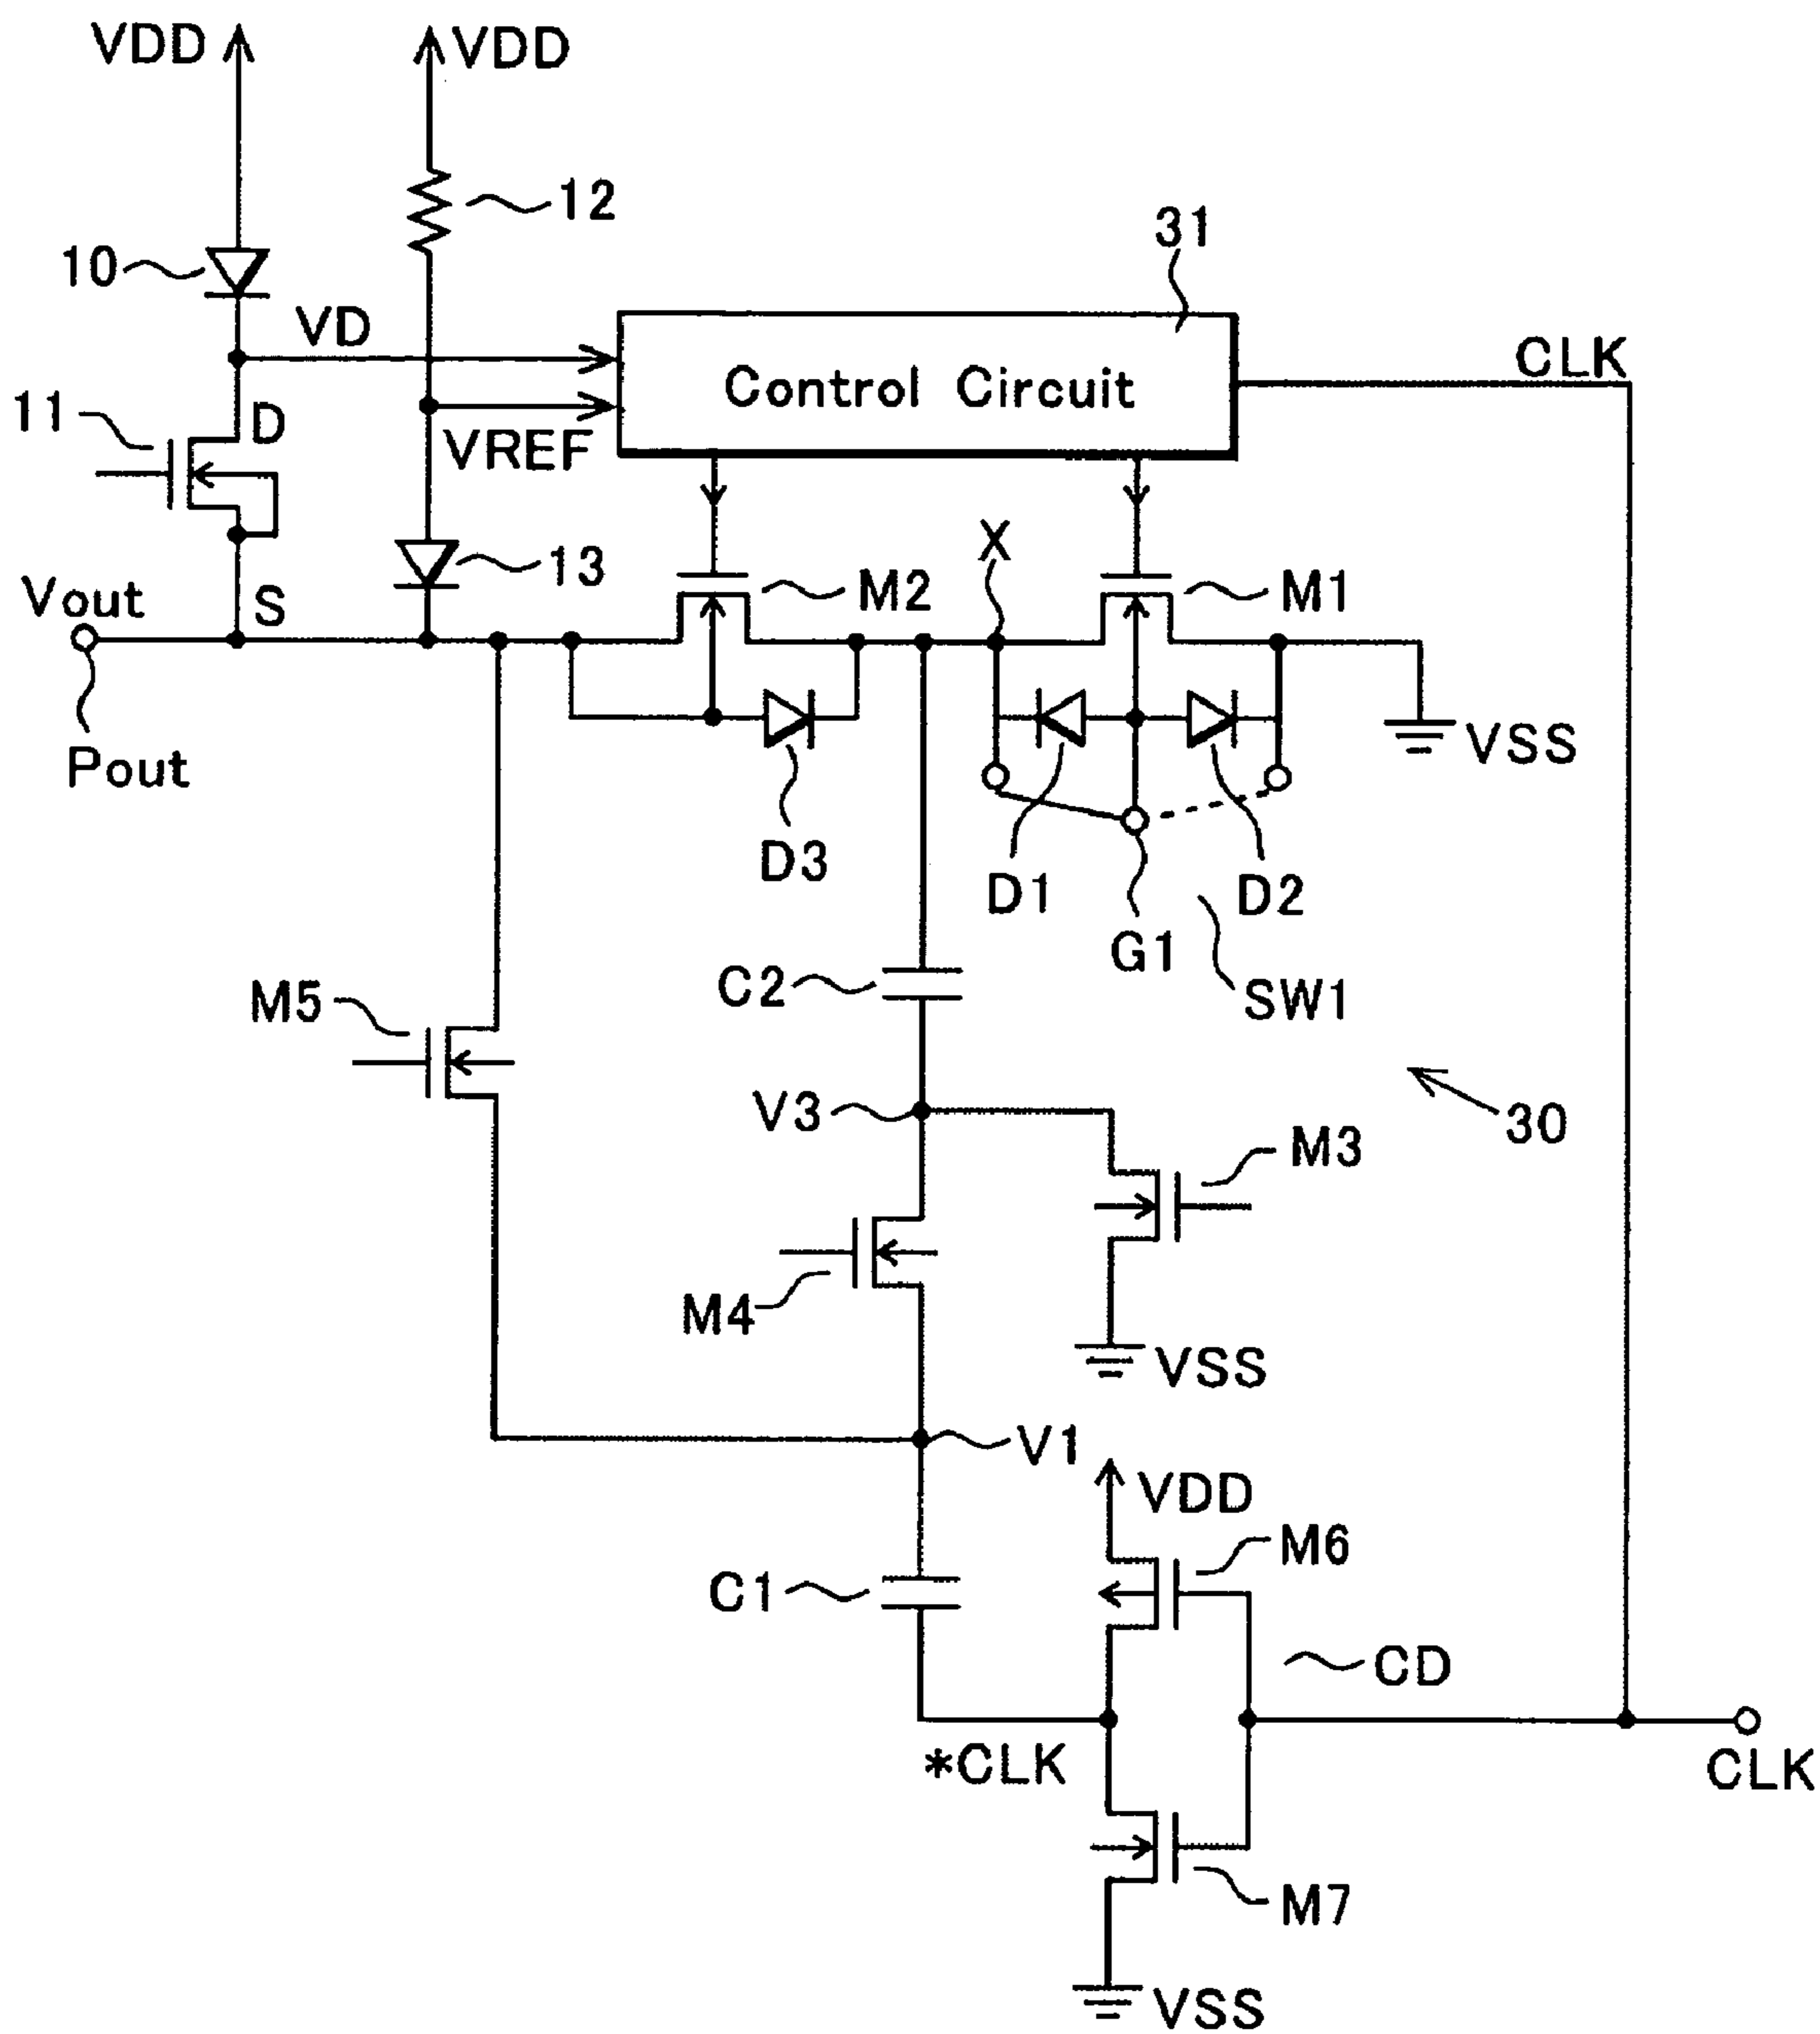 VDD
VDD
12
31
10
VD
CLK
Control Circuit
11
D
VREF
X
13
M2
M1
Vout
S
VSS
Pout
D3
D1
D2
G1
C2
SW1
M5
V3
30
M3
M4
VSS
V1
VDD
M6
C1
CD
*CLK
CLK
M7
VSS